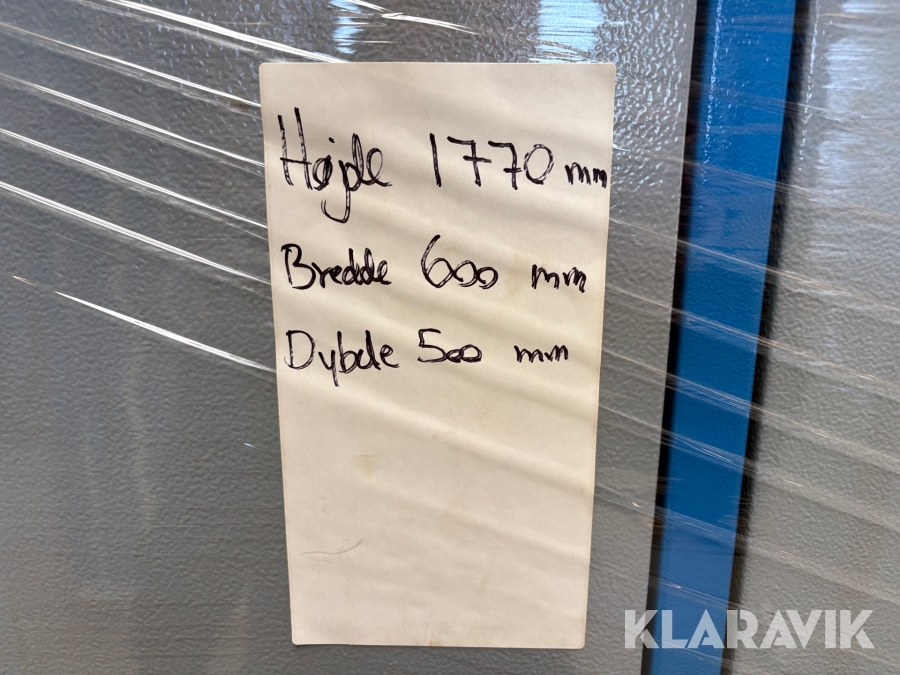 Højde 1770 mm
Bredde 600 mm
Dybde 500 mm
KLARAVIK